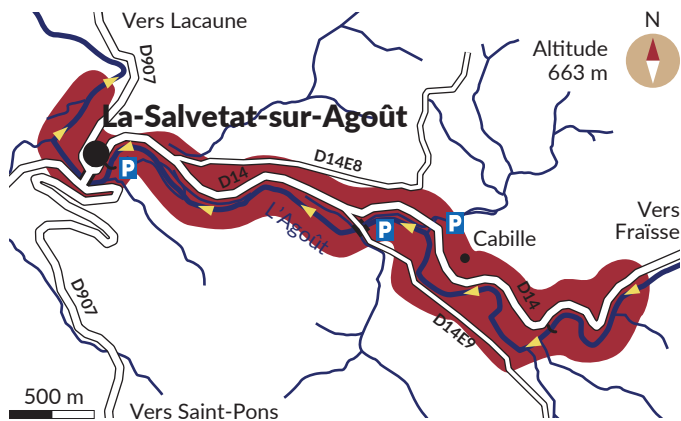 Vers Lacaune
N
Altitude
663 m
D907
La-Salvetat-sur-Agoût
P
D14E8
D14
L'Agoût
P
P
Cabille
Vers
Fraïsse
D14
D907
D14E9
500 m
Vers Saint-Pons